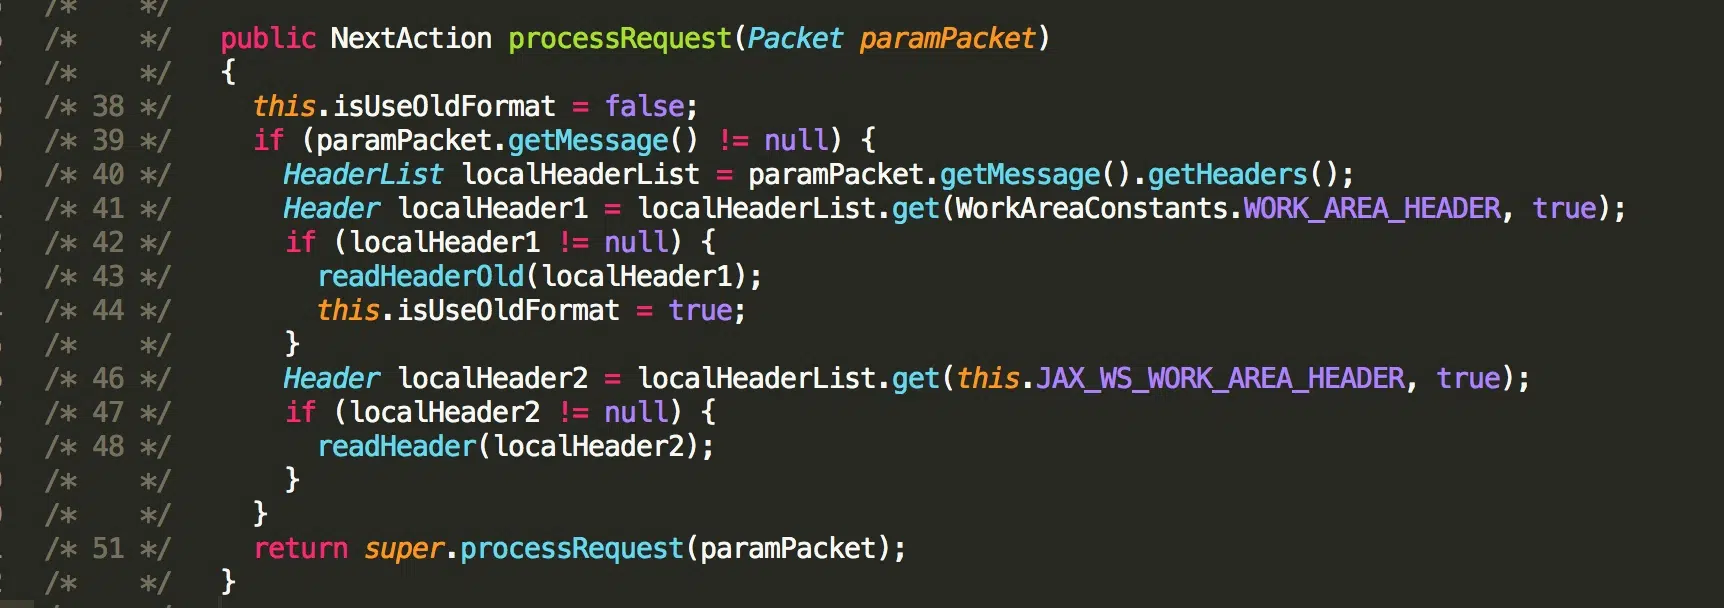 /*    */
/*    */   public NextAction processRequest(Packet paramPacket)
/*    */   {
/* 38 */     this.isUseOldFormat = false;
/* 39 */     if (paramPacket.getMessage() != null) {
/* 40 */       HeaderList localHeaderList = paramPacket.getMessage().getHeaders();
/* 41 */       Header localHeader1 = localHeaderList.get(WorkAreaConstants.WORK_AREA_HEADER, true);
/* 42 */       if (localHeader1 != null) {
/* 43 */         readHeaderOld(localHeader1);
/* 44 */         this.isUseOldFormat = true;
/*    */       }
/* 46 */       Header localHeader2 = localHeaderList.get(this.JAX_WS_WORK_AREA_HEADER, true);
/* 47 */       if (localHeader2 != null) {
/* 48 */         readHeader(localHeader2);
/*    */       }
/*    */     }
/* 51 */     return super.processRequest(paramPacket);
/*    */   }